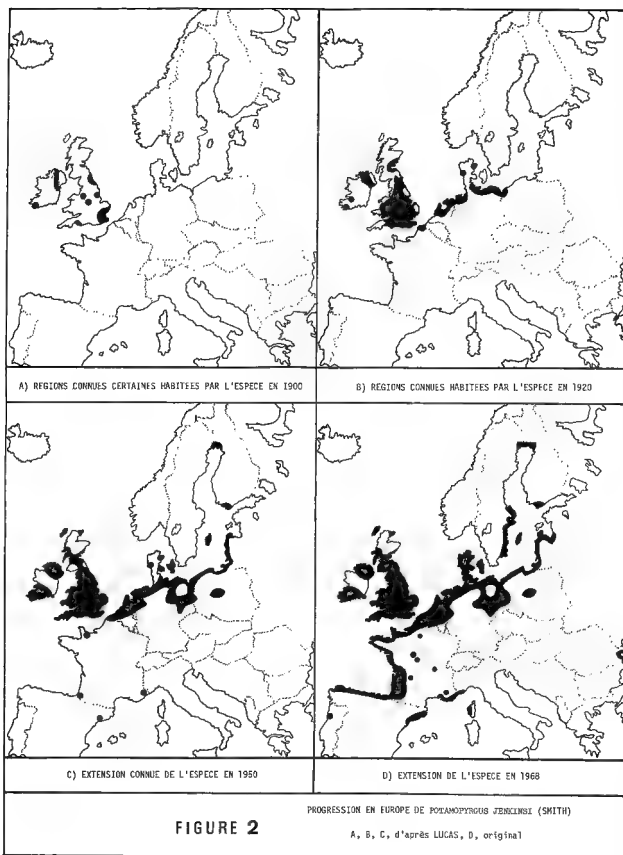 A) REGIONS CONNUES CERTAINES HABITEES PAR L'ESPECE EN 1900
B) REGIONS CONNUES HABITEES PAR L'ESPECE EN 1920
C) EXTENSION CONNUE DE L'ESPECE EN 1950
D) EXTENSION DE L'ESPECE EN 1968
PROGRESSION EN EUROPE DE POTAMOPYRGUS JENKINSI (SMITH)
FIGURE 2
A, B, C, d'après LUCAS, D, original